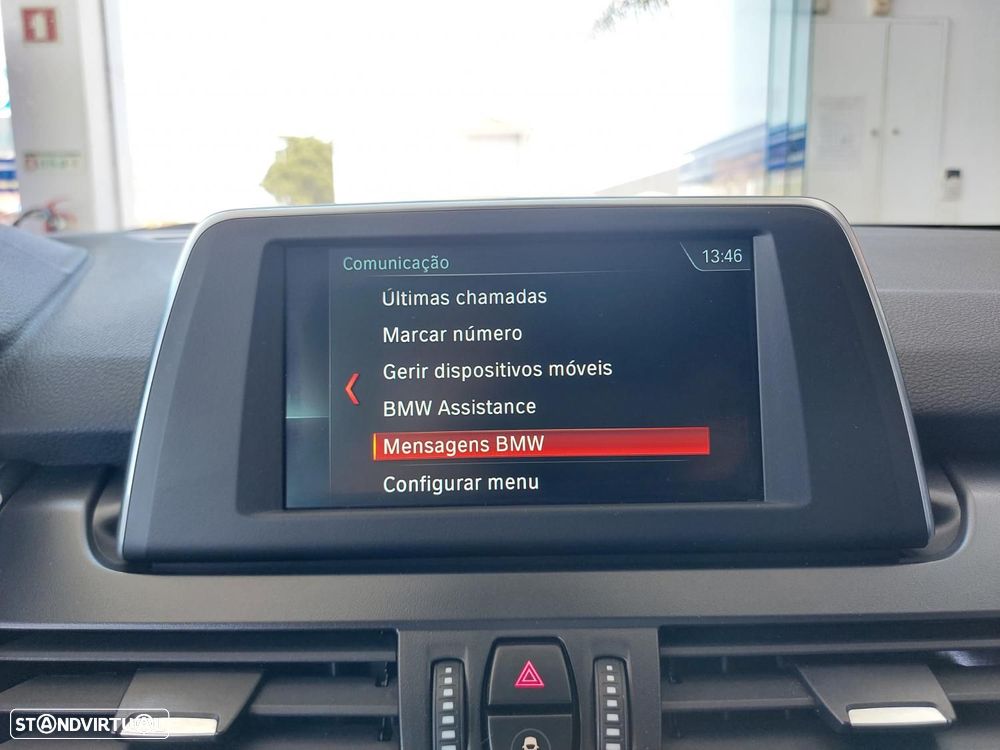 Comunicação
13:46
Últimas chamadas
Marcar número
Gerir dispositivos móveis
BMW Assistance
Mensagens BMW
Configurar menu
STANDVIRTUAL